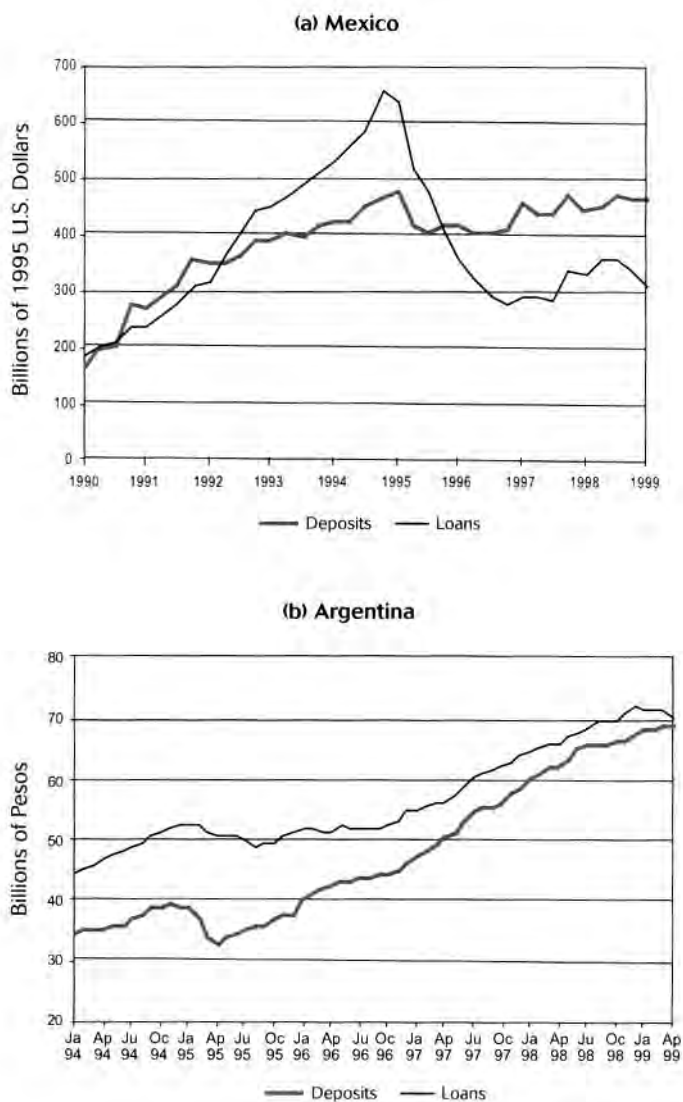 (a) Mexico
700
600
500
400
300
200
100
0
Billions of 1995 U.S. Dollars
1990 1991 1992 1993 1994 1995 1996 1997 1998 1999
Deposits Loans
(b) Argentina
80
70
60
50
40
30
20
Billions of Pesos
Ja Ap Ju Oc Ja Ap Ju Oc Ja Ap Ju Oc Ja Ap Ju Oc Ja Ap Ju Oc Ja Ap
94 94 94 94 95 95 95 95 96 96 96 96 97 97 97 97 98 98 98 98 99 99
Deposits Loans